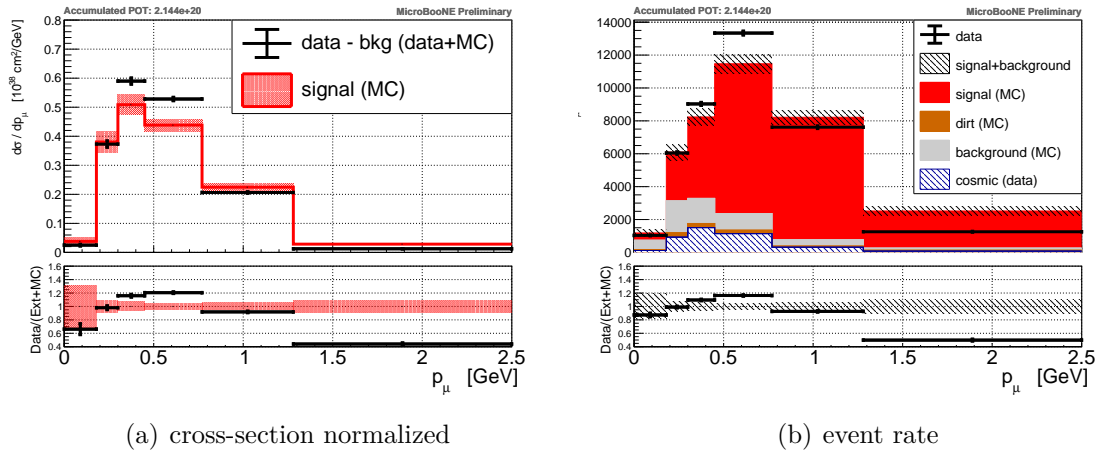 Accumulated POT: 2.144e+20
MicroBooNE Preliminary
dσ / dpμ [10³⁸ cm²/GeV]
0.8
0.7
0.6
0.5
0.4
0.3
0.2
0.1
0
data - bkg (data+MC)
signal (MC)
Data/(Ext+MC)
1.6
1.4
1.2
1
0.8
0.6
0.4
0 0.5 1 1.5 2 2.5
pμ [GeV]
(a) cross-section normalized
Accumulated POT: 2.144e+20
MicroBooNE Preliminary
14000
12000
10000
8000
6000
4000
2000
0
data
signal+background
signal (MC)
dirt (MC)
background (MC)
cosmic (data)
Data/(Ext+MC)
1.6
1.4
1.2
1
0.8
0.6
0.4
0 0.5 1 1.5 2 2.5
pμ [GeV]
(b) event rate